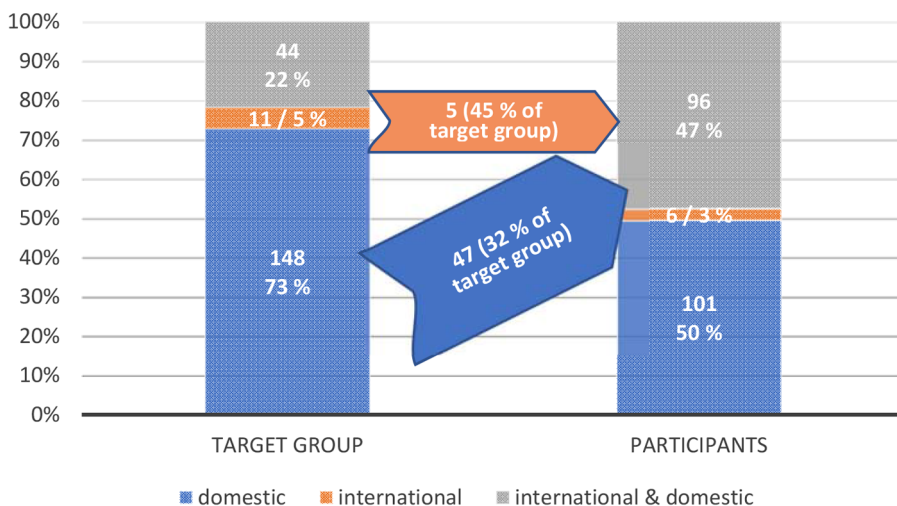 100%
90%
80%
70%
60%
50%
40%
30%
20%
10%
0%
44
22 %
11 / 5 %
148
73 %
5 (45 % of
target group)
47 (32 % of
target group)
96
47 %
6 / 3 %
101
50 %
TARGET GROUP
PARTICIPANTS
domestic
international
international & domestic